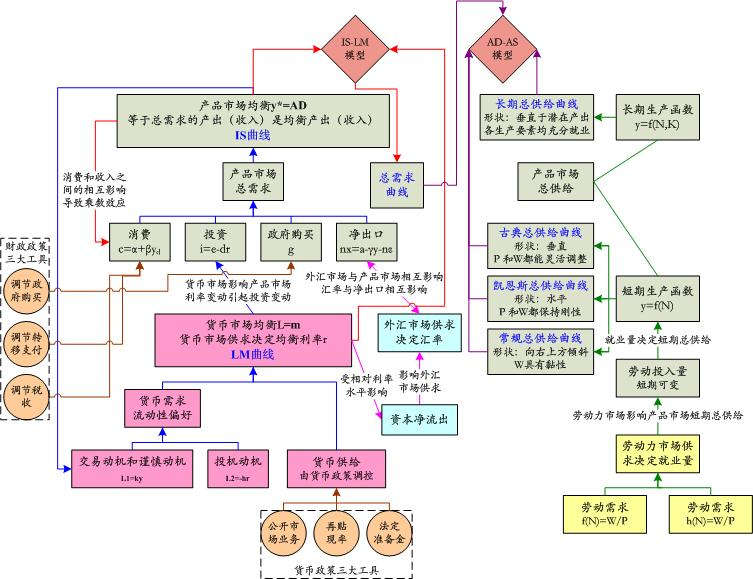 IS-LM
模型
AD-AS
模型
产品市场均衡y*=AD
等于总需求的产出（收入）是均衡产出（收入）
IS曲线
长期总供给曲线
形状：垂直于潜在产出
各生产要素均充分就业
长期生产函数
y=f(N,K)
消费和收入之
间的相互影响
导致乘数效应
产品市场
总需求
总需求
曲线
产品市场
总供给
消费
c=α+βyd
投资
i=e-dr
政府购买
g
净出口
nx=a-γy-nε
古典总供给曲线
形状：垂直
P和W都能灵活调整
财政政策
三大工具
调节政
府购买
调节转
移支付
调节税
收
货币市场影响产品市场
利率变动引起投资变动
外汇市场与产品市场相互影响
汇率与净出口相互影响
凯恩斯总供给曲线
形状：水平
P和W都保持刚性
短期生产函数
y=f(N)
货币市场均衡L=m
货币市场供求决定均衡利率r
LM曲线
外汇市场供求
决定汇率
常规总供给曲线
形状：向右上方倾斜
W具有黏性
就业量决定短期总供给
劳动投入量
短期可变
受相对利率
水平影响
影响外汇
市场供求
货币需求
流动性偏好
资本净流出
劳动力市场影响产品市场短期总供给
交易动机和谨慎动机
L1=ky
投机动机
L2=-hr
货币供给
由货币政策调控
劳动力市场供
求决定就业量
公开市
场业务
再贴
现率
法定
准备金
货币政策三大工具
劳动需求
f(N)=W/P
劳动需求
h(N)=W/P